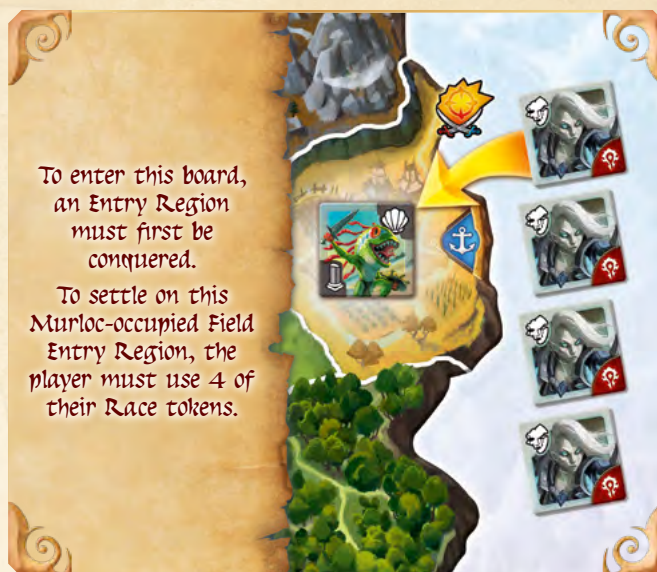 To enter this board,
an Entry Region
must first be
conquered.
To settle on this
Murloc-occupied Field
Entry Region, the
player must use 4 of
their Race tokens.